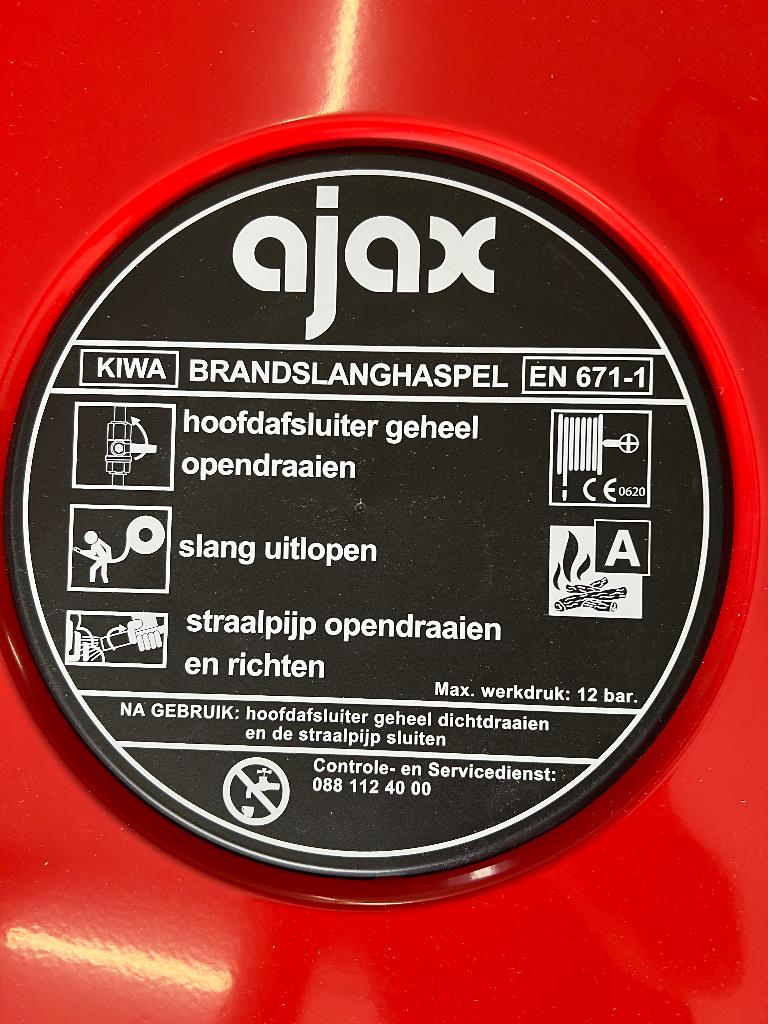 ajax
KIWA BRANDSLANGHASPEL EN 671-1
hoofdafsluiter geheel
opendraaien
CE 0620
slang uitlopen
A
straalpijp opendraaien
en richten
Max. werkdruk: 12 bar.
NA GEBRUIK: hoofdafsluiter geheel dichtdraaien
en de straalpijp sluiten
Controle- en Servicedienst:
088 112 40 00